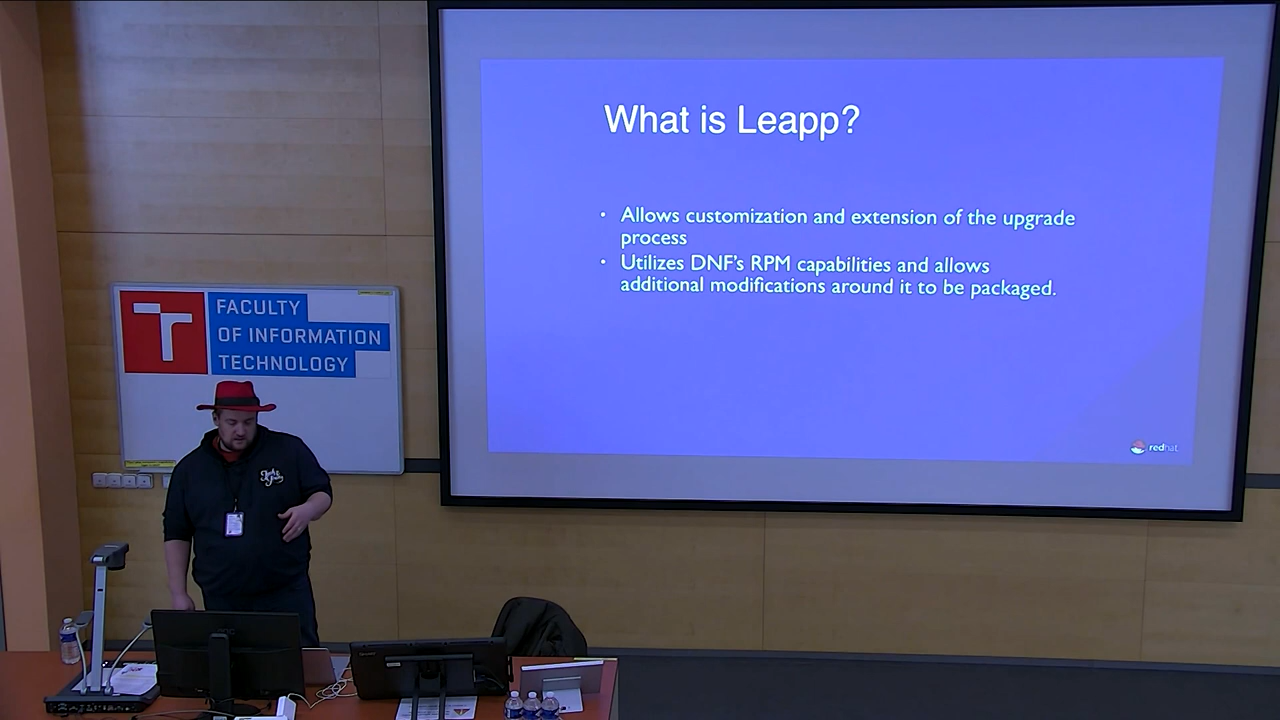 What is Leapp?
• Allows customization and extension of the upgrade
process
• Utilizes DNF's RPM capabilities and allows
additional modifications around it to be packaged.
redhat
T
FACULTY
OF INFORMATION
TECHNOLOGY